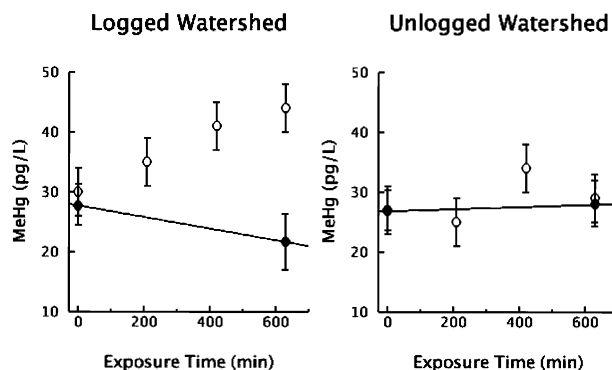 Logged Watershed
50
40
30
20
10
MeHg (pg/L)
0 200 400 600
Exposure Time (min)
Unlogged Watershed
50
40
30
20
10
MeHg (pg/L)
0 200 400 600
Exposure Time (min)